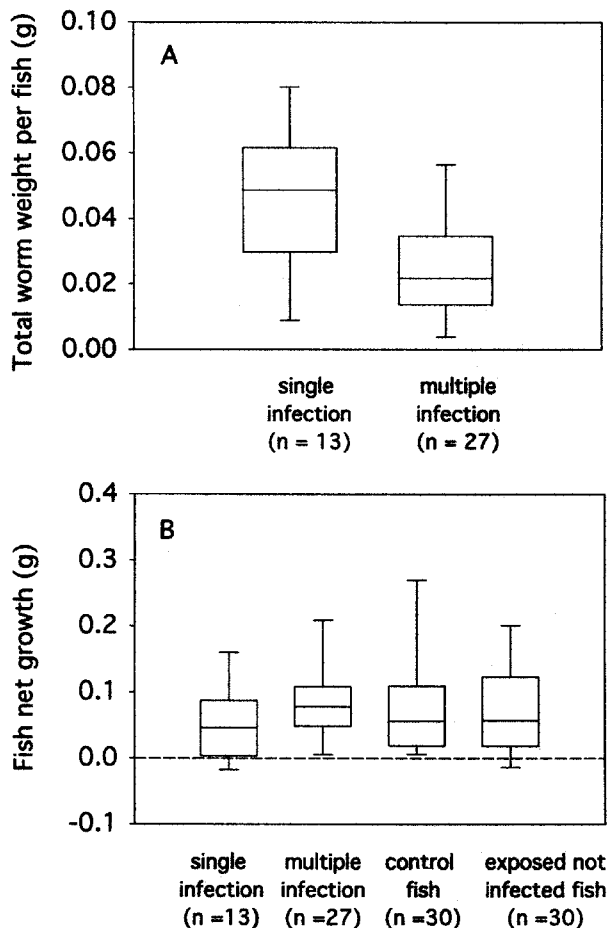 Total worm weight per fish (g)
0.10
0.08
0.06
0.04
0.02
0.00
A
single
infection
(n = 13)
multiple
infection
(n = 27)
Fish net growth (g)
0.4
0.3
0.2
0.1
0.0
-0.1
B
single
infection
(n =13)
multiple
infection
(n =27)
control
fish
(n =30)
exposed not
infected fish
(n =30)